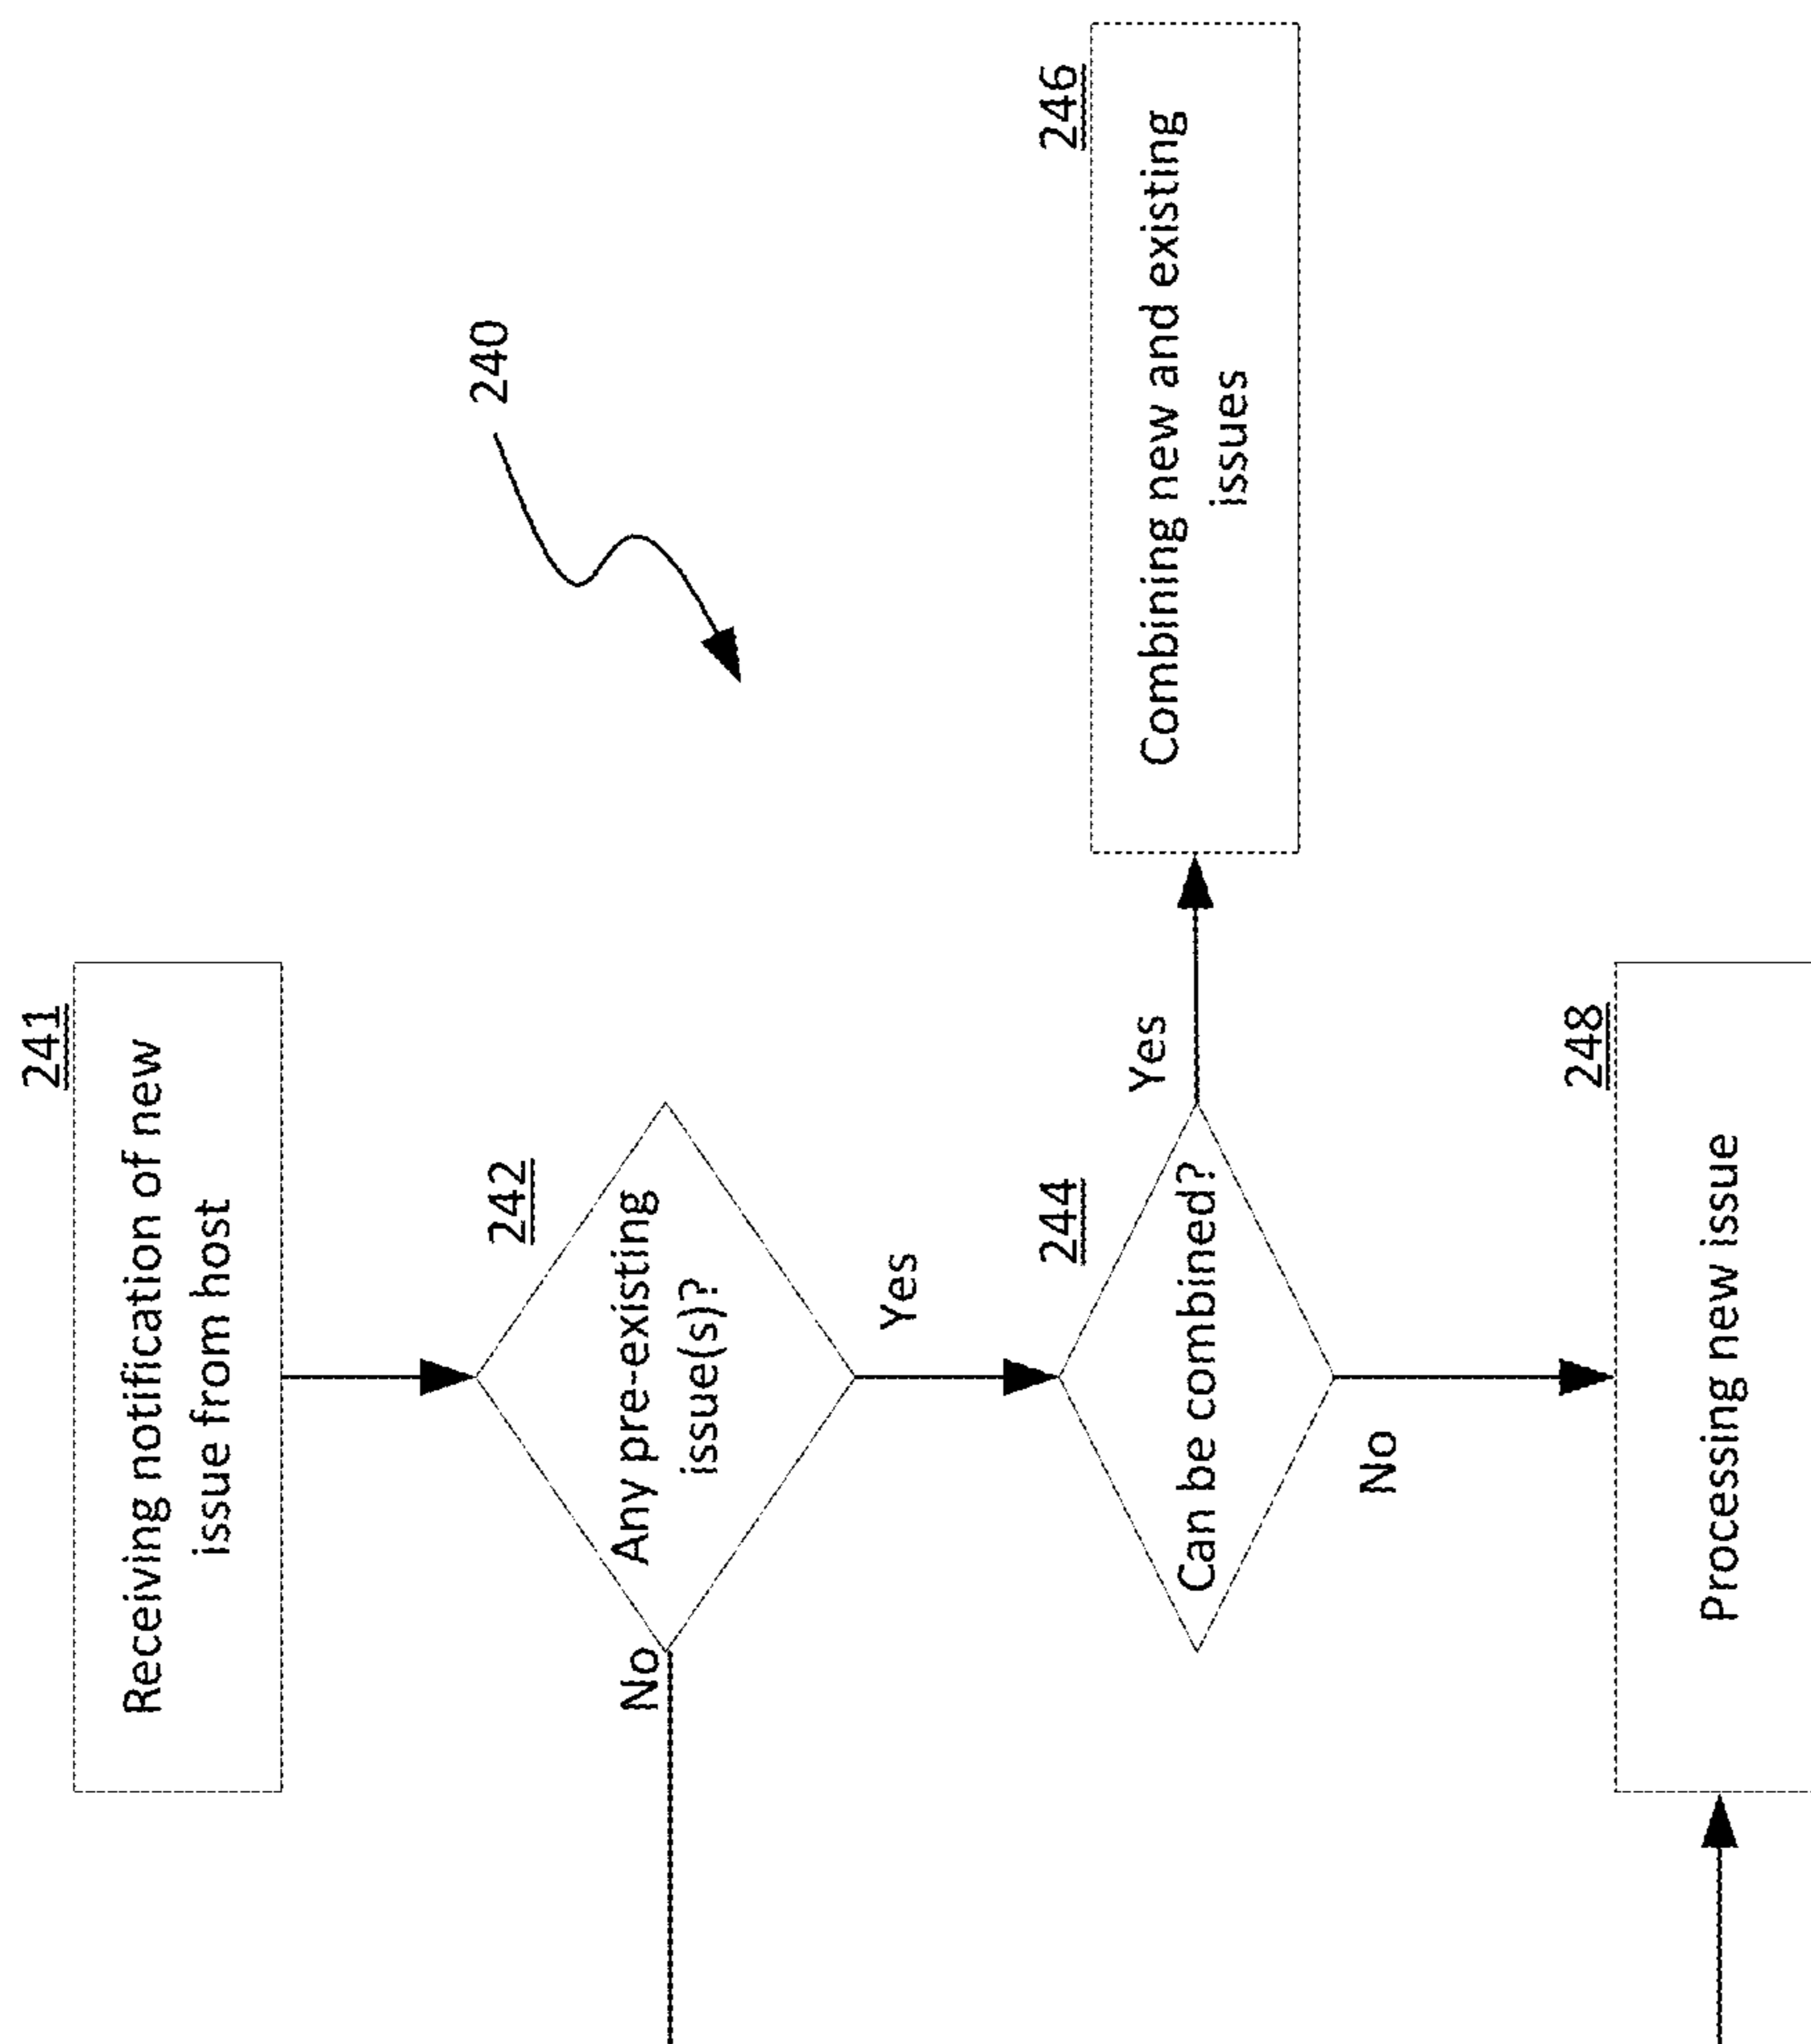 241
Receiving notification of new
issue from host
240
242
Any pre-existing
issue(s)?
No
Yes
244
Can be combined?
Yes
246
Combining new and existing
issues
No
248
Processing new issue